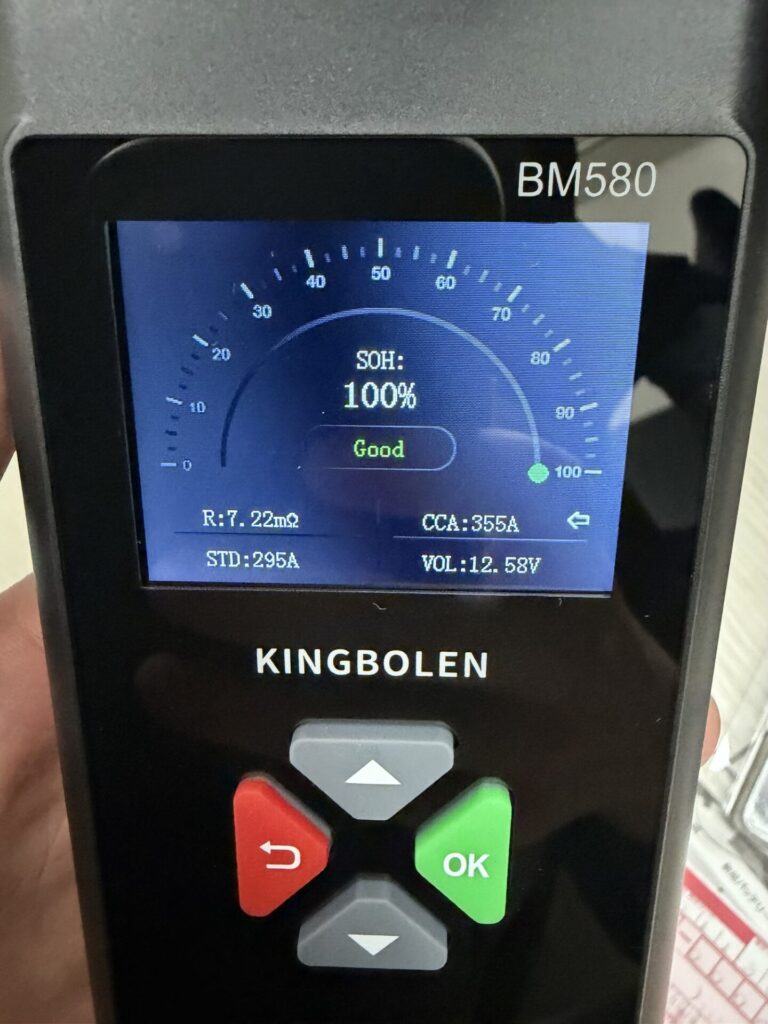 BM580
0
10
20
30
40
50
60
70
80
90
100
SOH:
100%
Good
R:7.22mΩ
CCA:355A
STD:295A
VOL:12.58V
KINGBOLEN
OK